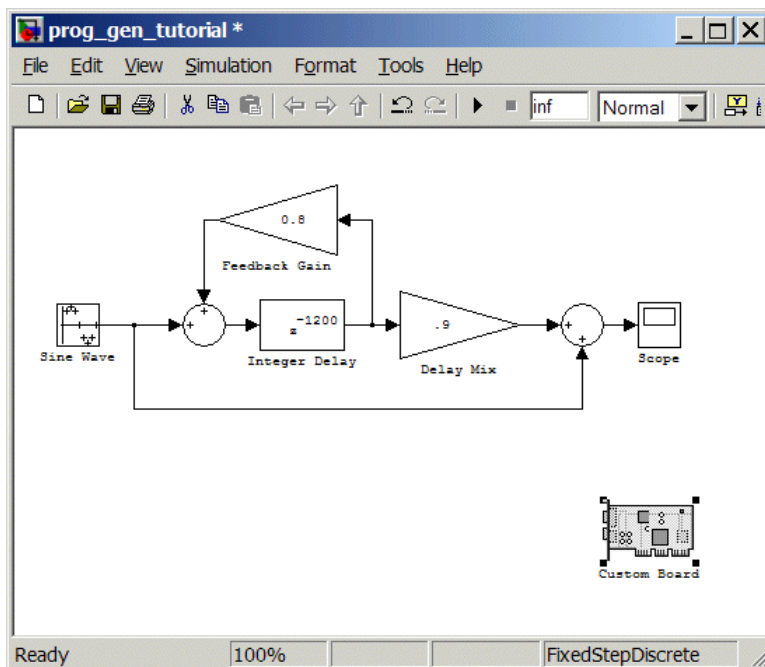 prog_gen_tutorial *
File Edit View Simulation Format Tools Help
inf Normal
0.8
Feedback Gain
z^-1200
.9
Sine Wave
Integer Delay
Delay Mix
Scope
Custom Board
Ready 100% FixedStepDiscrete